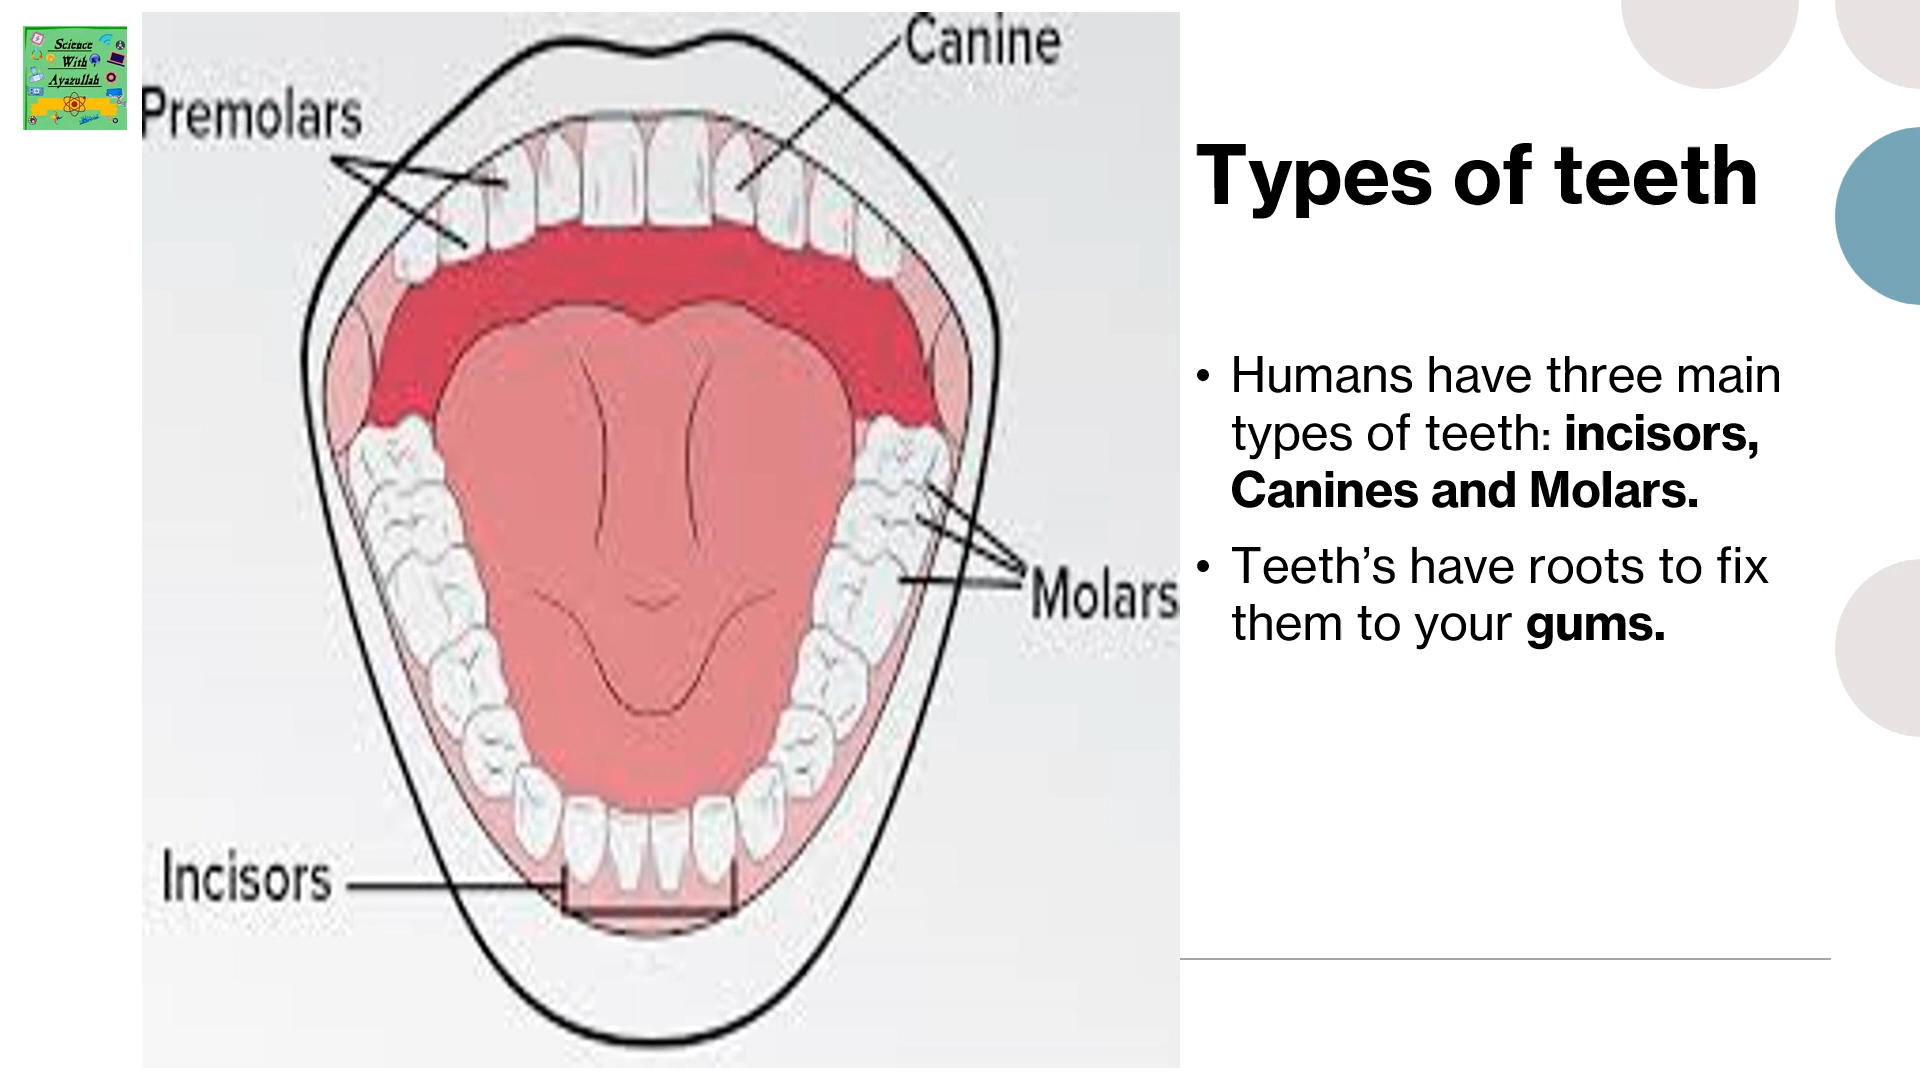 Science
With
Ayazullah
Canine
Premolars
Molars
Incisors
Types of teeth
• Humans have three main
types of teeth: incisors,
Canines and Molars.
• Teeth’s have roots to fix
them to your gums.